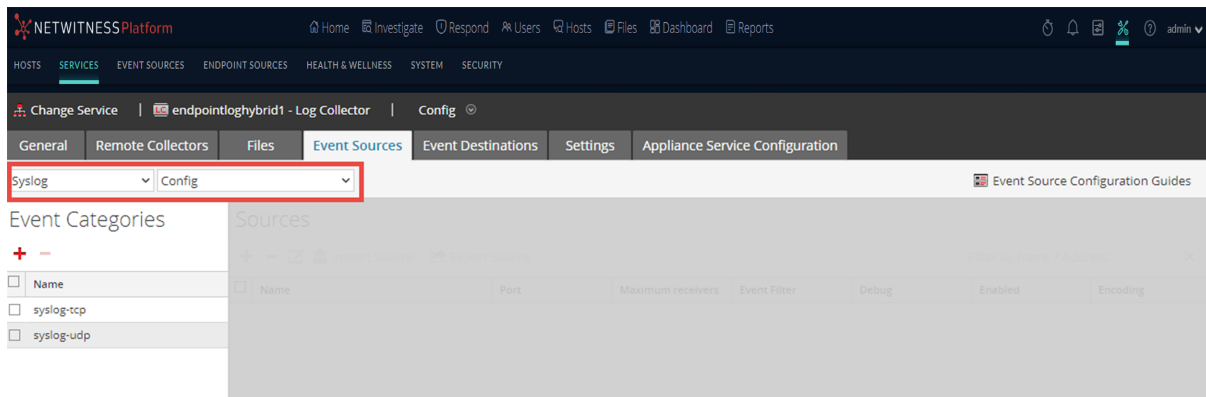 NETWITNESS Platform Home Investigate Respond Users Hosts Files Dashboard Reports admin
HOSTS SERVICES EVENT SOURCES ENDPOINT SOURCES HEALTH & WELLNESS SYSTEM SECURITY
Change Service | LC endpointloghybrid1 - Log Collector | Config
General Remote Collectors Files Event Sources Event Destinations Settings Appliance Service Configuration
Syslog Config Event Source Configuration Guides
Event Categories Sources
Name Name Port Maximum receivers Event Filter Debug Enabled Encoding
syslog-tcp
syslog-udp